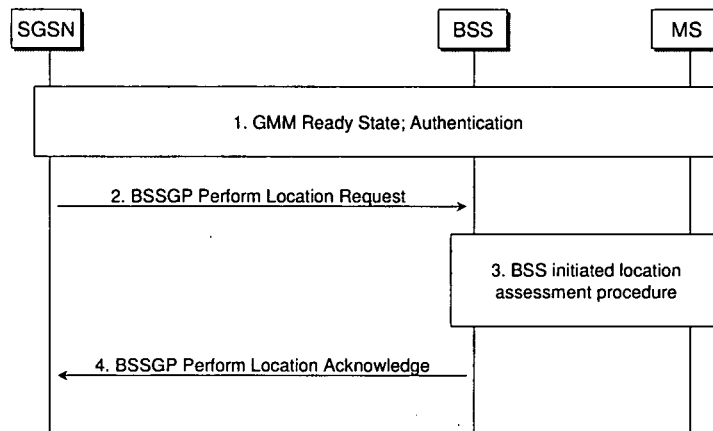 SGSN BSS MS
1. GMM Ready State; Authentication
2. BSSGP Perform Location Request
3. BSS initiated location
assessment procedure
4. BSSGP Perform Location Acknowledge